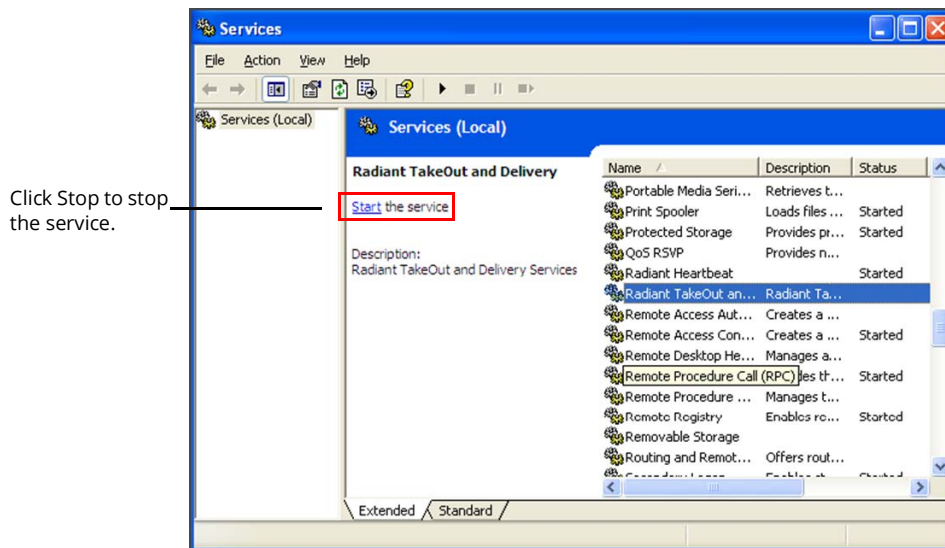 Services
File Action View Help
Services (Local)
Services (Local)
Click Stop to stop
the service.
Radiant TakeOut and Delivery
Start the service
Description:
Radiant TakeOut and Delivery Services
Name Description Status
Portable Media Seri... Retrieves t...
Print Spooler Loads files ... Started
Protected Storage Provides pr... Started
QoS RSVP Provides n...
Radiant Heartbeat Started
Radiant TakeOut an... Radiant Ta...
Remote Access Aut... Creates a ...
Remote Access Con... Creates a ... Started
Remote Desktop He... Manages a...
Remote Procedure Call (RPC) des th... Started
Remote Procedure ... Manages t...
Remote Registry Enables re... Started
Removable Storage
Routing and Remot... Offers rout...
Extended Standard